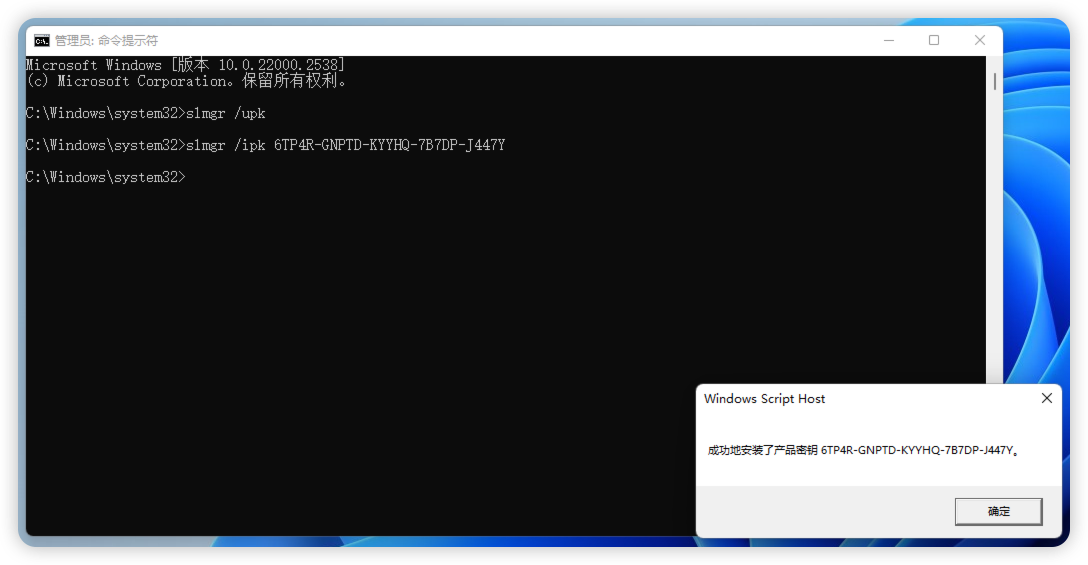 管理员: 命令提示符
Microsoft Windows [版本 10.0.22000.2538]
(c) Microsoft Corporation。保留所有权利。
C:\Windows\system32>slmgr /upk
C:\Windows\system32>slmgr /ipk 6TP4R-GNPTD-KYYHQ-7B7DP-J447Y
C:\Windows\system32>
Windows Script Host
成功地安装了产品密钥 6TP4R-GNPTD-KYYHQ-7B7DP-J447Y。
确定